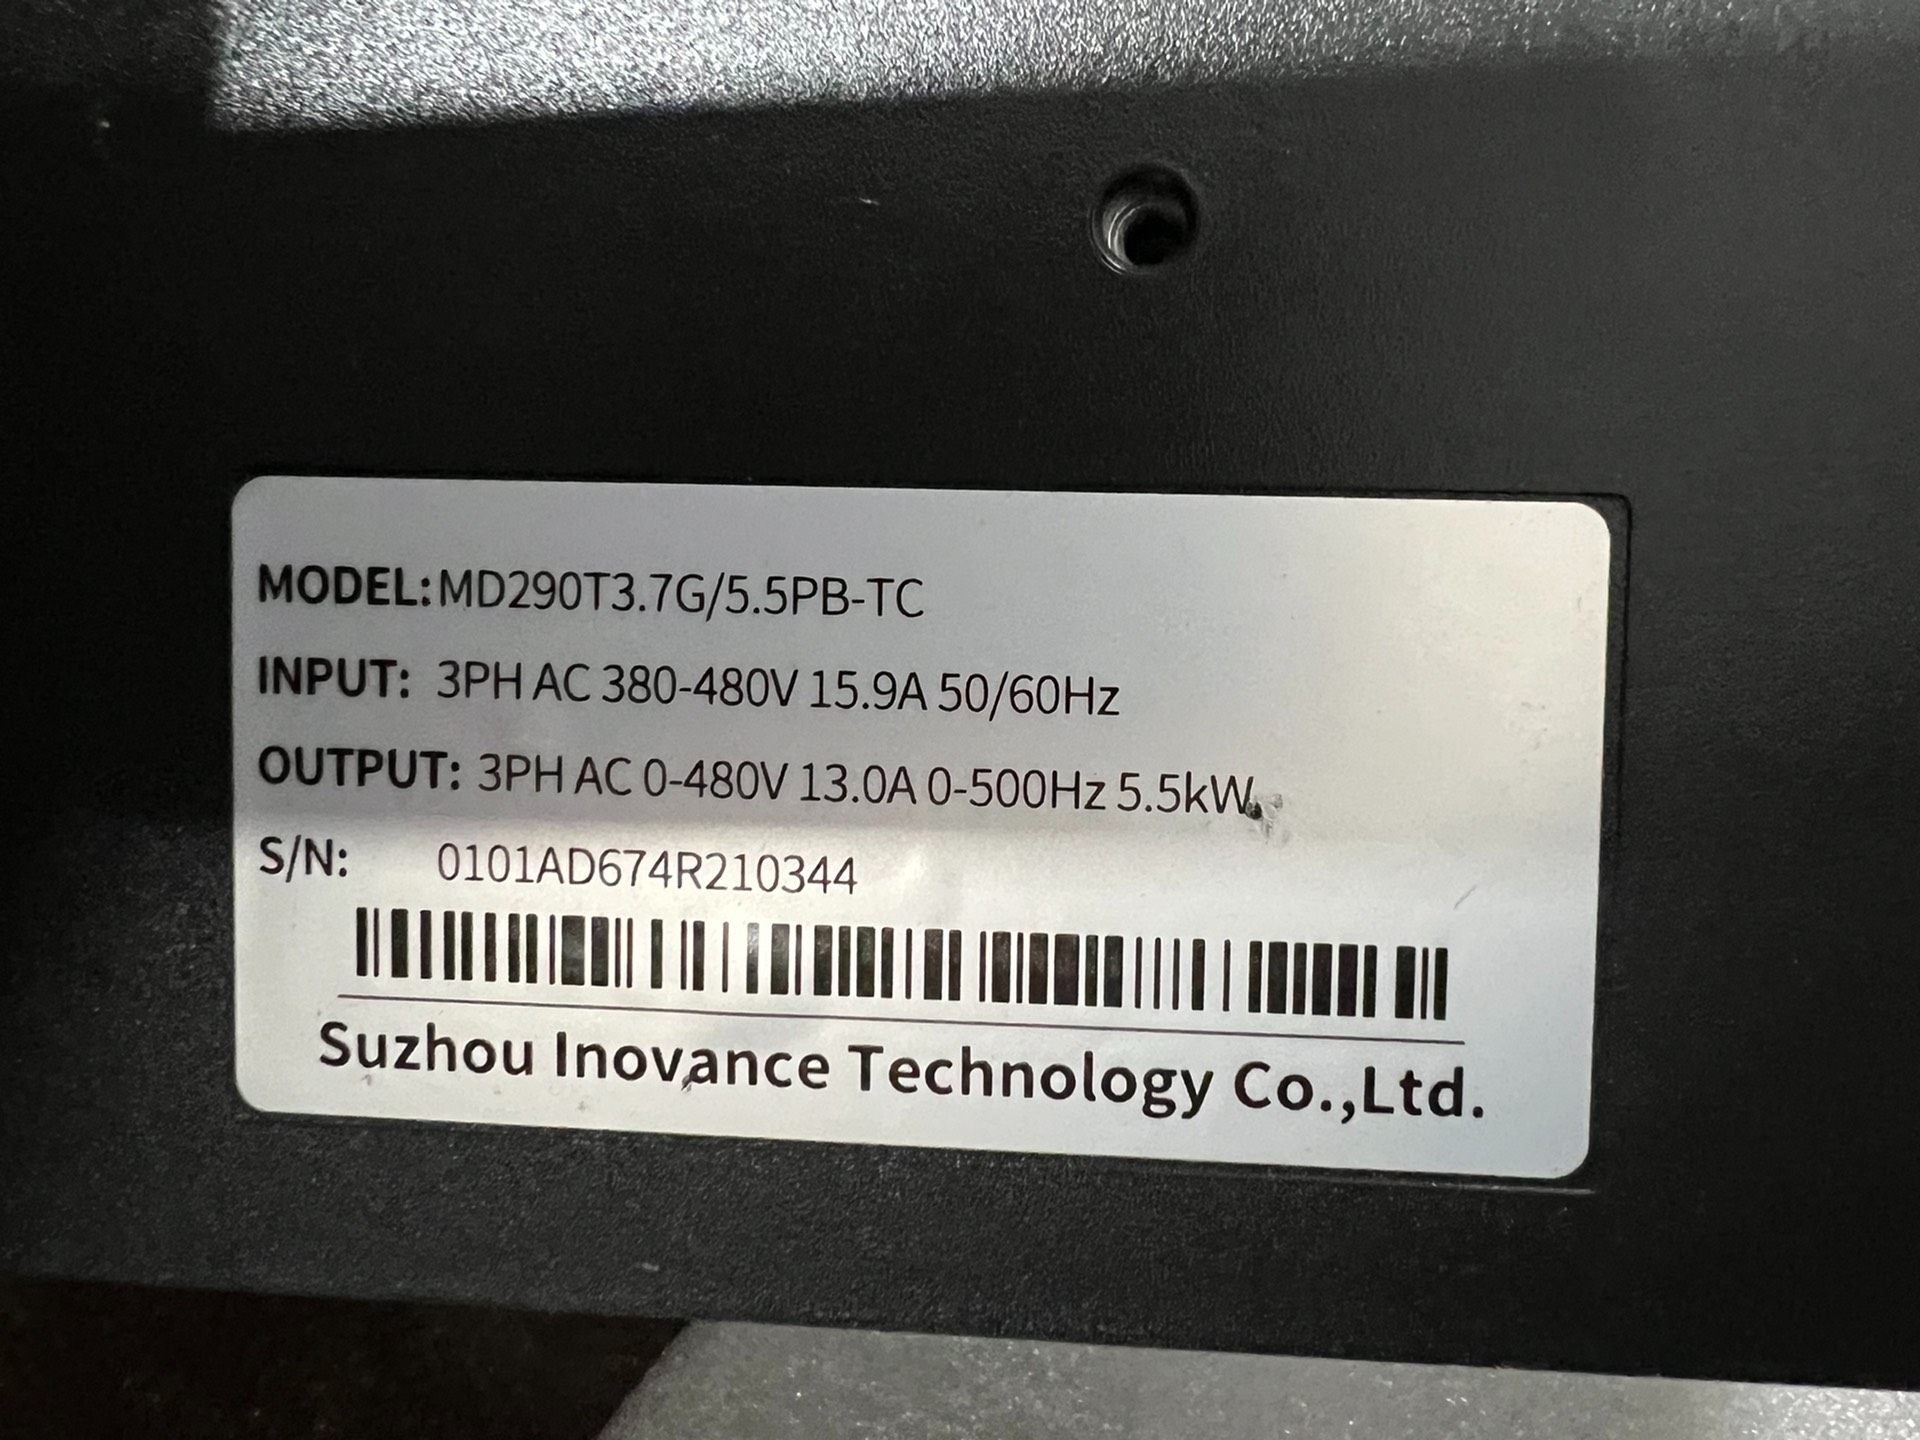 MODEL:MD290T3.7G/5.5PB-TC
INPUT: 3PH AC 380-480V 15.9A 50/60Hz
OUTPUT: 3PH AC 0-480V 13.0A 0-500Hz 5.5kW
S/N: 0101AD674R210344
Suzhou Inovance Technology Co.,Ltd.